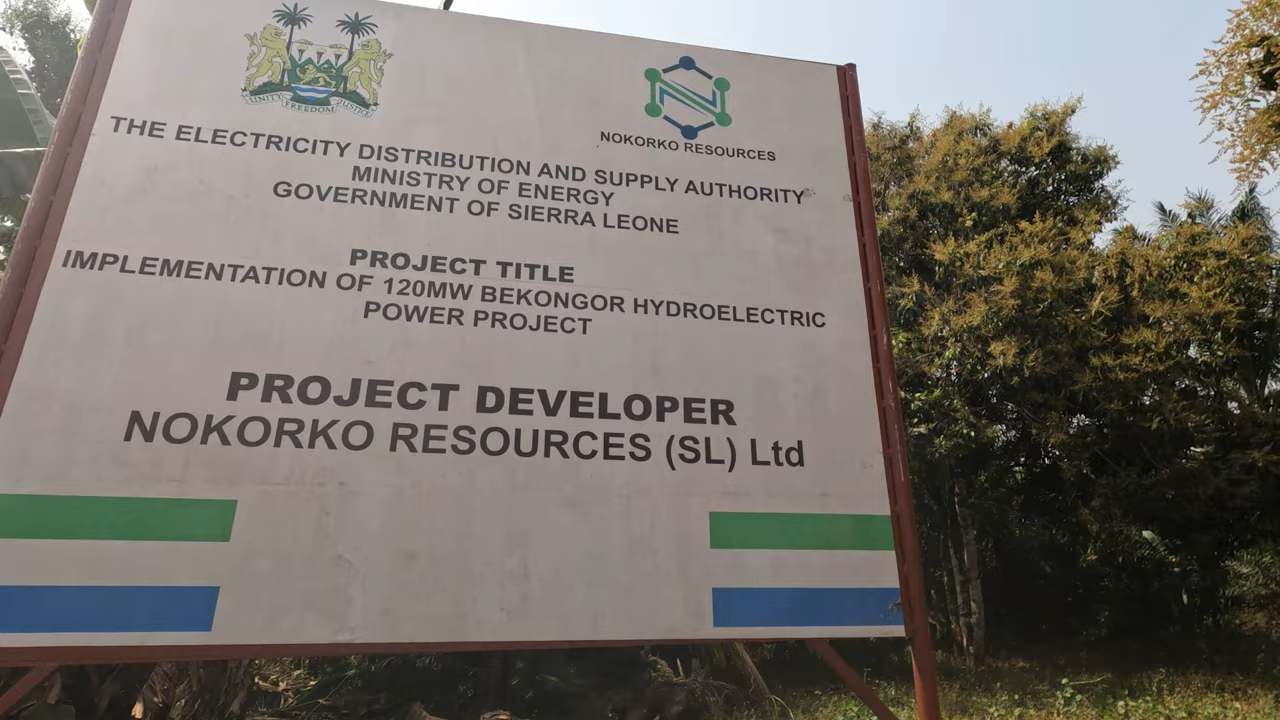 UNITY FREEDOM JUSTICE
NOKORKO RESOURCES
THE ELECTRICITY DISTRIBUTION AND SUPPLY AUTHORITY
MINISTRY OF ENERGY
GOVERNMENT OF SIERRA LEONE
PROJECT TITLE
IMPLEMENTATION OF 120MW BEKONGOR HYDROELECTRIC
POWER PROJECT
PROJECT DEVELOPER
NOKORKO RESOURCES (SL) Ltd